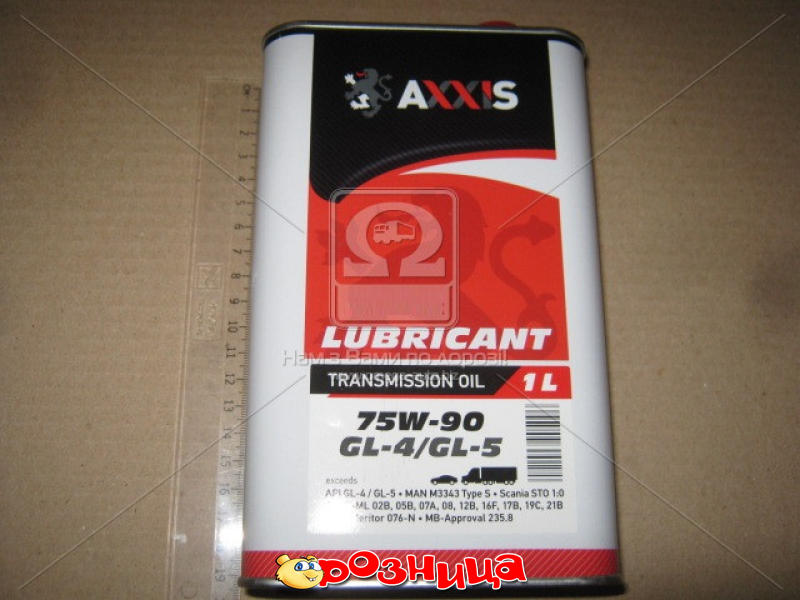 AXXIS
LUBRICANT
Нам з Вами по дорозі!
TRANSMISSION OIL 1 L
75W-90
GL-4/GL-5
exceeds
API GL-4 / GL-5 • MAN M3343 Type S • Scania STO 1:0
-ML 02B, 05B, 07A, 08, 12B, 16F, 17B, 19C, 21B
eritor 076-N • MB-Approval 235.8
розница